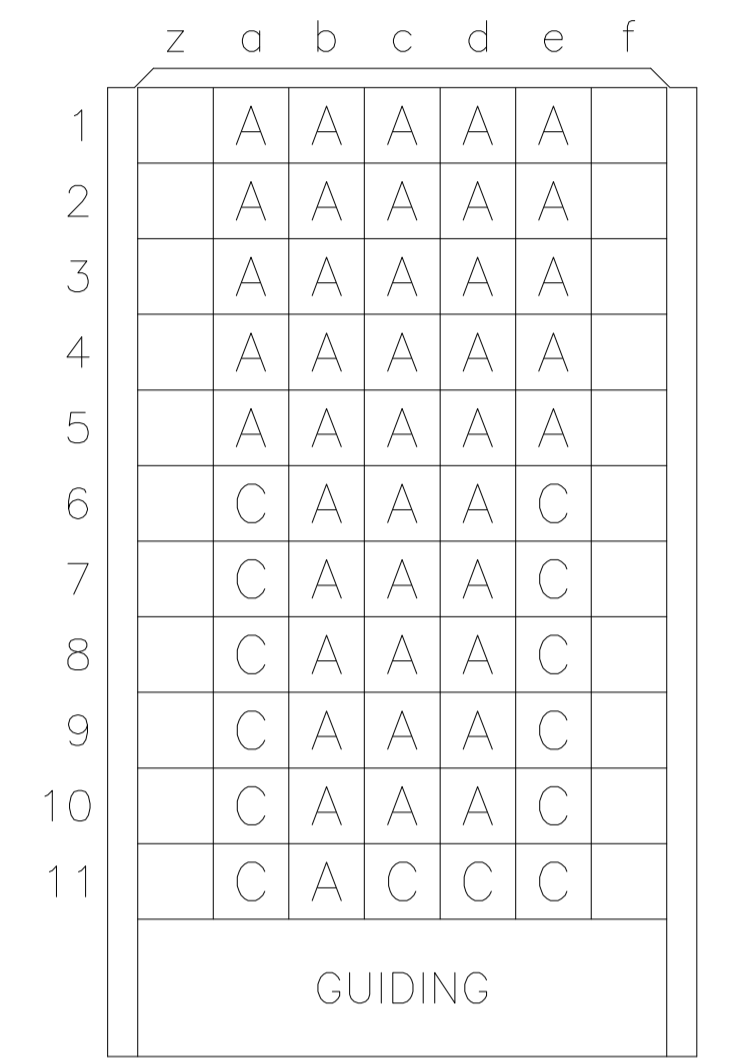 z a b c d e f
1 A A A A A
2 A A A A A
3 A A A A A
4 A A A A A
5 A A A A A
6 C A A A C
7 C A A A C
8 C A A A C
9 C A A A C
10 C A A A C
11 C A C C C
GUIDING